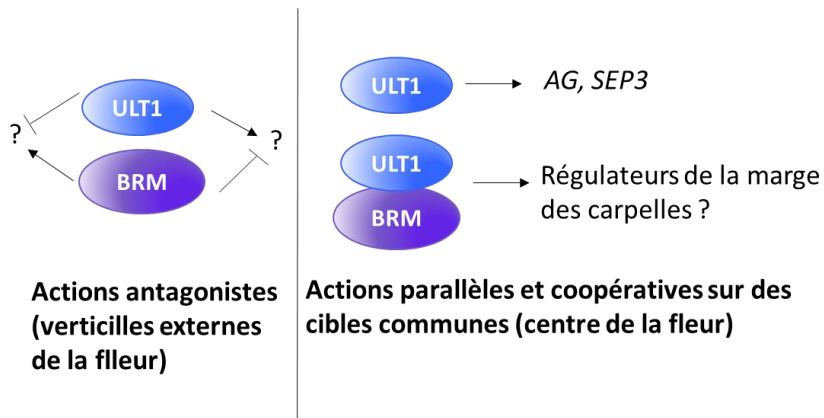 ULT1
?
?
BRM
Actions antagonistes
(verticilles externes
de la flleur)
ULT1
AG, SEP3
ULT1
BRM
Régulateurs de la marge
des carpelles ?
Actions parallèles et coopératives sur des
cibles communes (centre de la fleur)